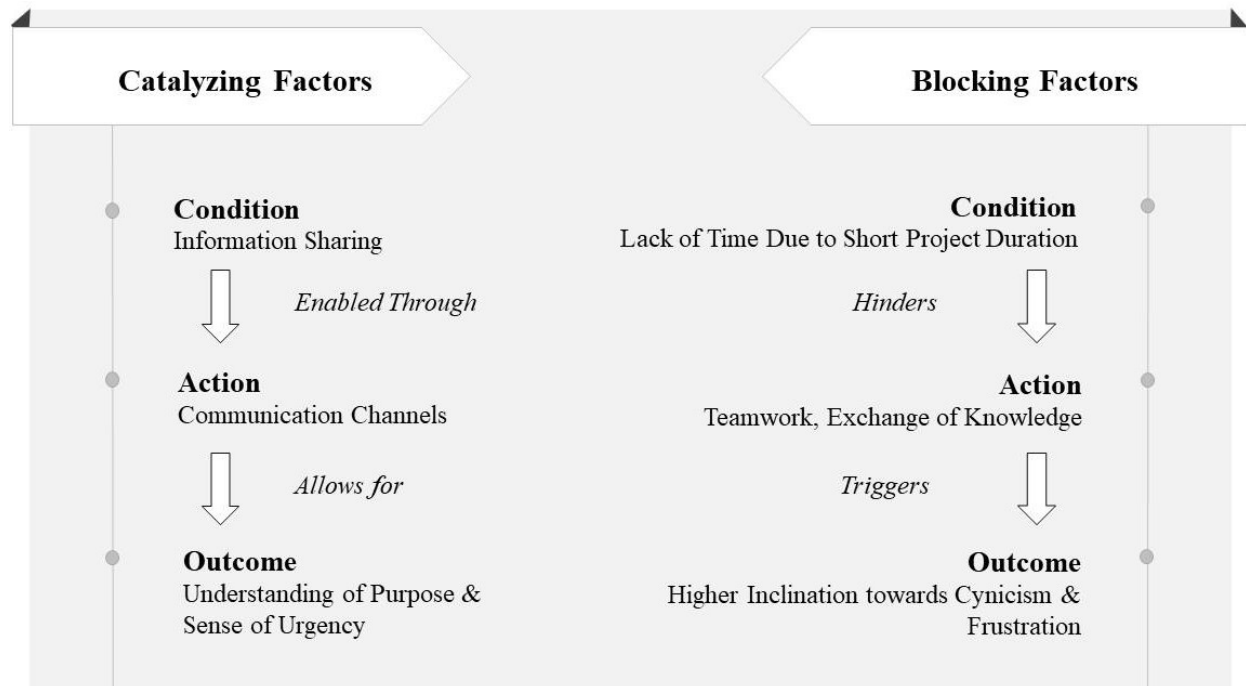 Catalyzing Factors
Blocking Factors
Condition
Information Sharing
Enabled Through
Action
Communication Channels
Allows for
Outcome
Understanding of Purpose &
Sense of Urgency
Condition
Lack of Time Due to Short Project Duration
Hinders
Action
Teamwork, Exchange of Knowledge
Triggers
Outcome
Higher Inclination towards Cynicism &
Frustration